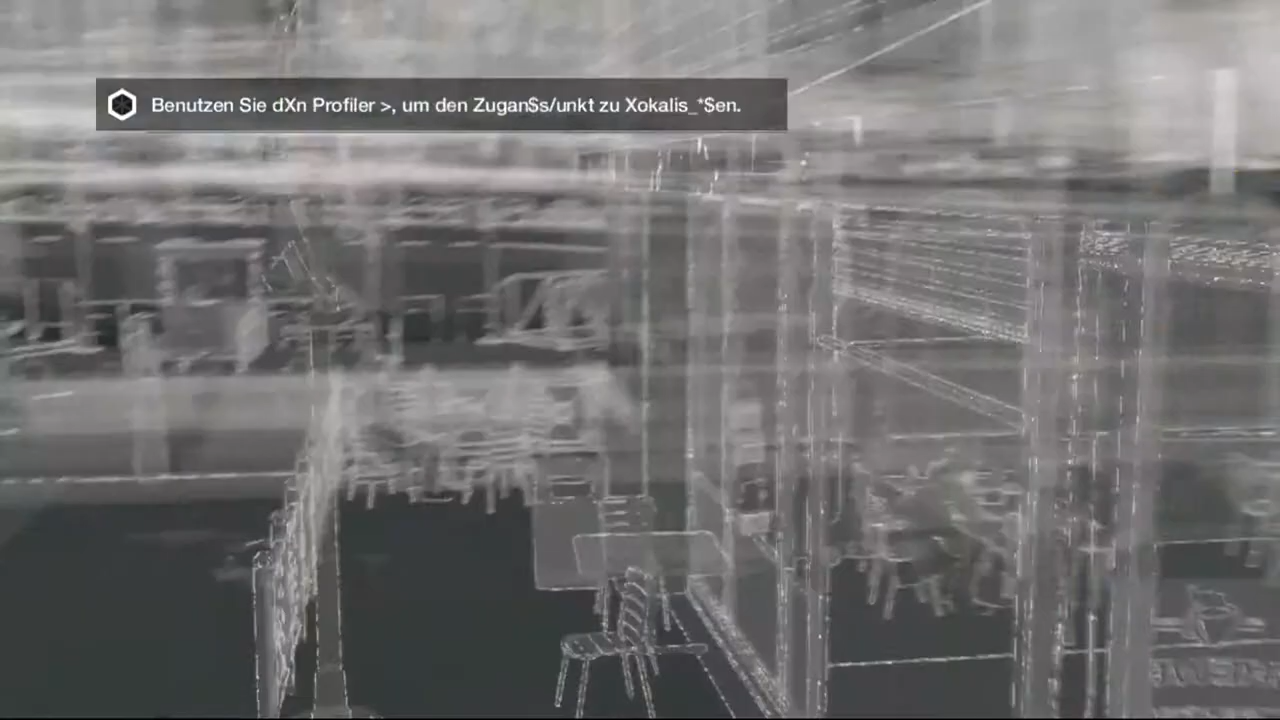 Benutzen Sie dXn Profiler >, um den Zugan$s/unkt zu Xokalis_*$en.